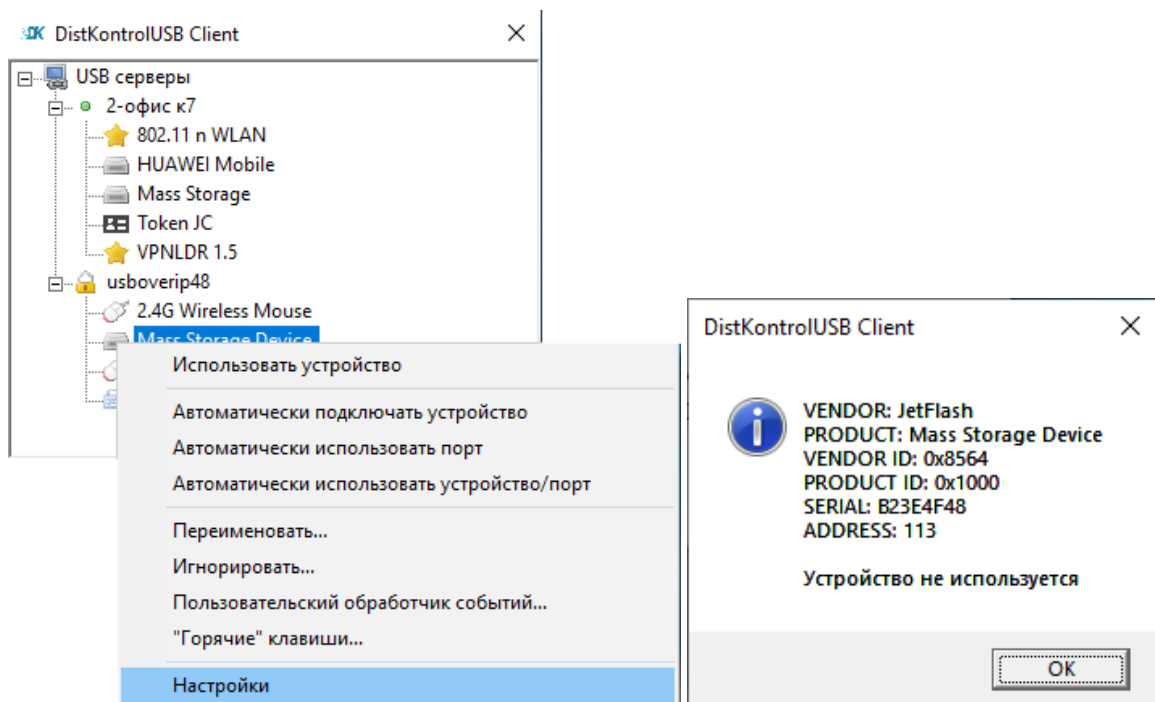 DistKontrolUSB Client
USB серверы
2-офис к7
802.11 n WLAN
HUAWEI Mobile
Mass Storage
Token JC
VPNLDR 1.5
usboverip48
2.4G Wireless Mouse
Mass Storage Device
Использовать устройство
Автоматически подключать устройство
Автоматически использовать порт
Автоматически использовать устройство/порт
Переименовать...
Игнорировать...
Пользовательский обработчик событий...
"Горячие" клавиши...
Настройки
DistKontrolUSB Client
VENDOR: JetFlash
PRODUCT: Mass Storage Device
VENDOR ID: 0x8564
PRODUCT ID: 0x1000
SERIAL: B23E4F48
ADDRESS: 113
Устройство не используется
OK